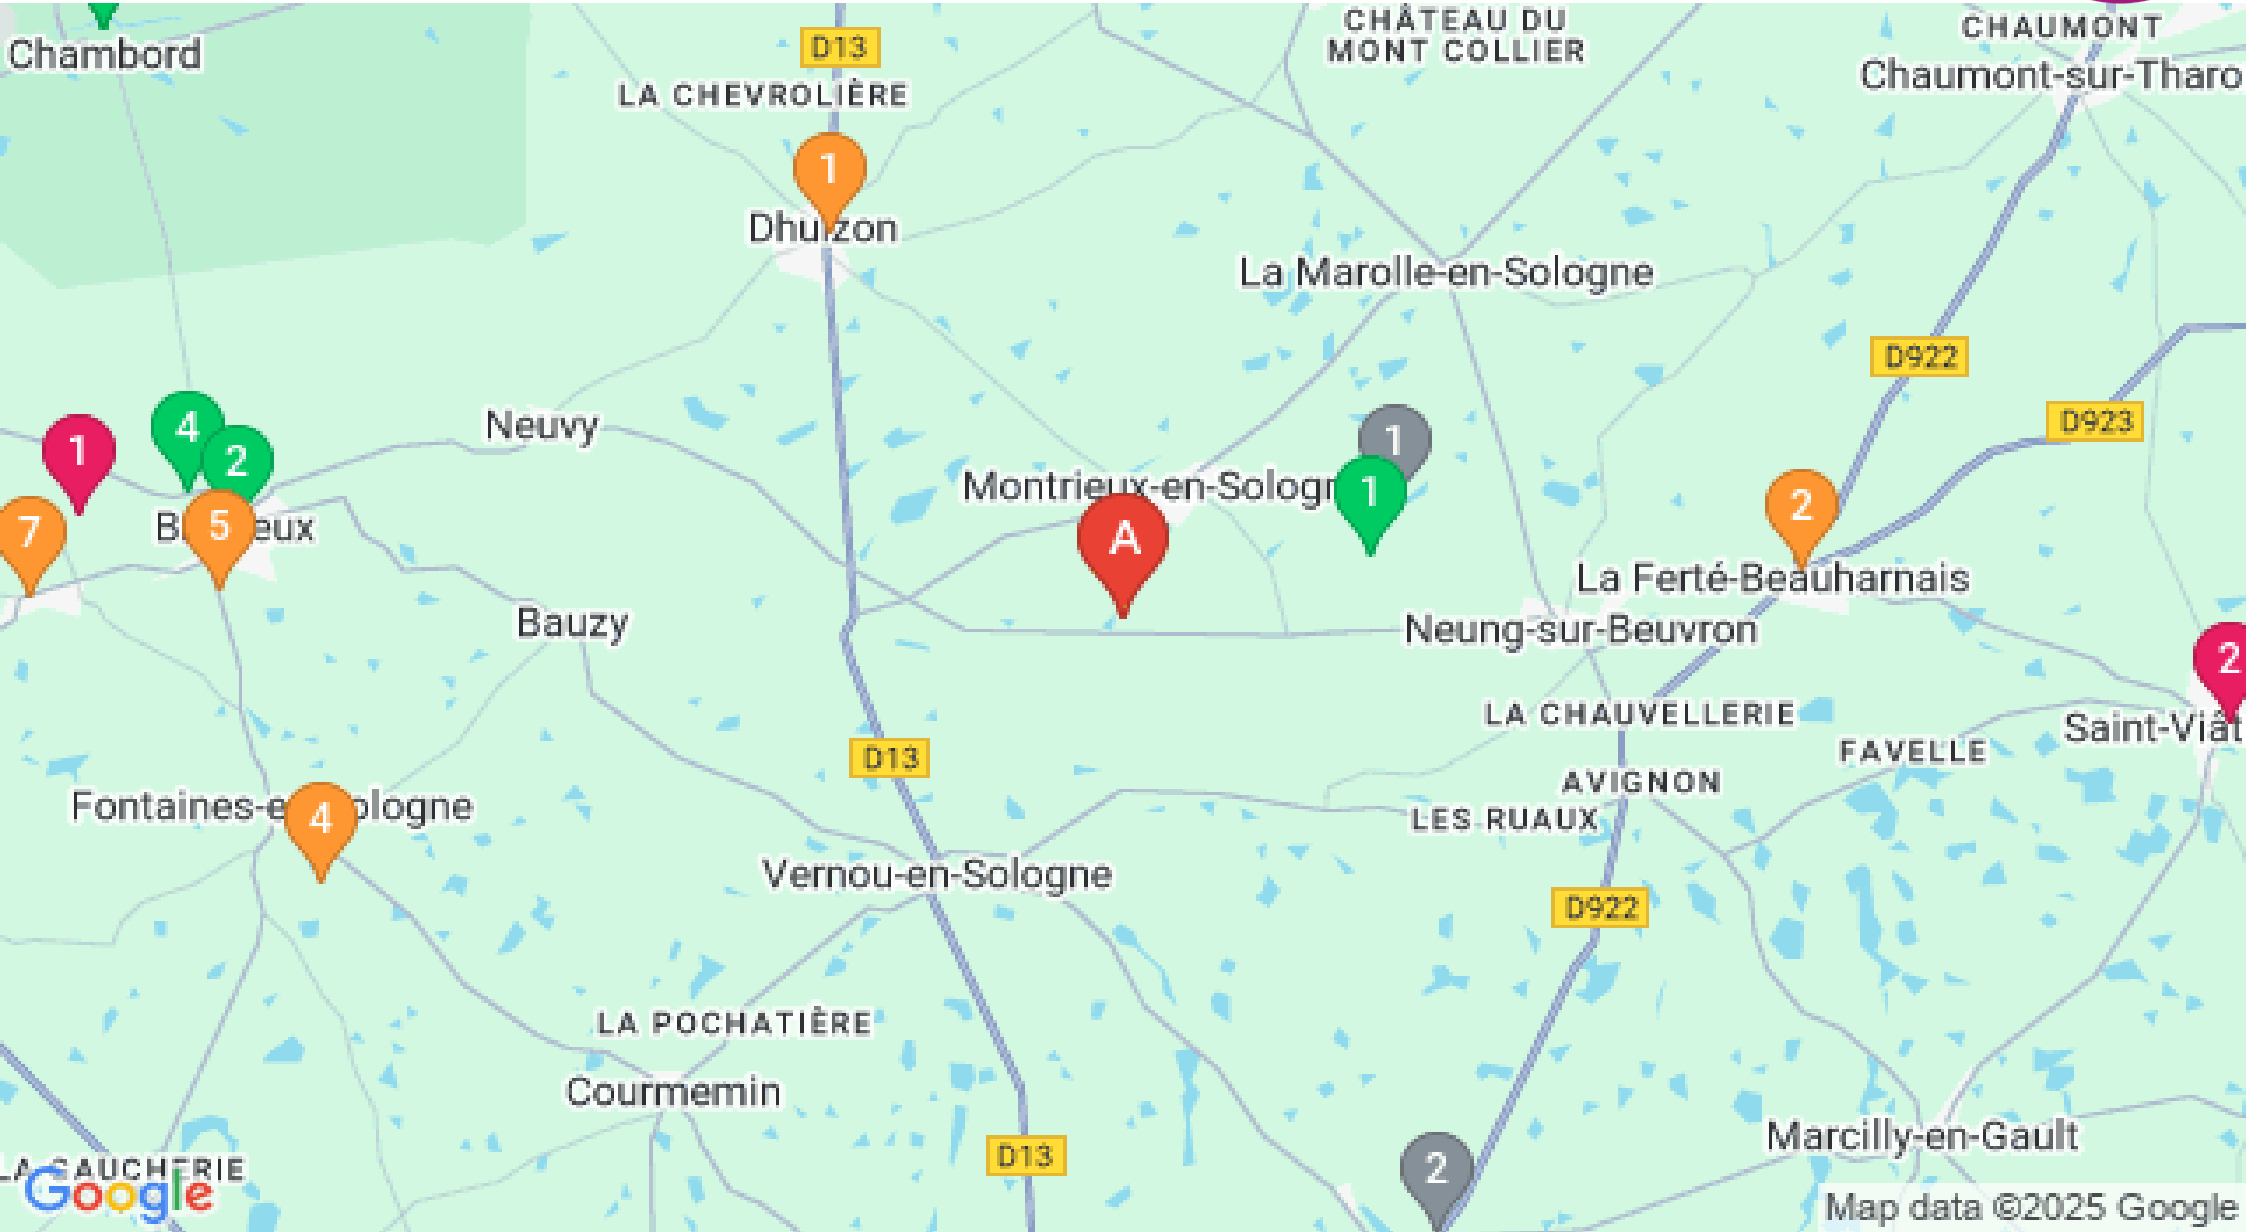 CHÂTEAU DU
MONT COLLIER
CHAUMONT
Chaumont-sur-Tharo
Chambord
D13
LA CHEVROLIÈRE
1
Dhuizon
La Marolle-en-Sologne
D922
D923
Neuvy
4
2
1
7
5
1
Montrieux-en-Sologn
1
A
2
La Ferté-Beauharnais
Bauzy
Neung-sur-Beuvron
2
LA CHAUVELLERIE
Saint-Viât
FAVELLE
D13
AVIGNON
LES RUAUX
4
Vernou-en-Sologne
D922
LA POCHATIÈRE
Courmemin
Marcilly-en-Gault
D13
2
LA GAUCHERIE
Google
Map data ©2025 Google